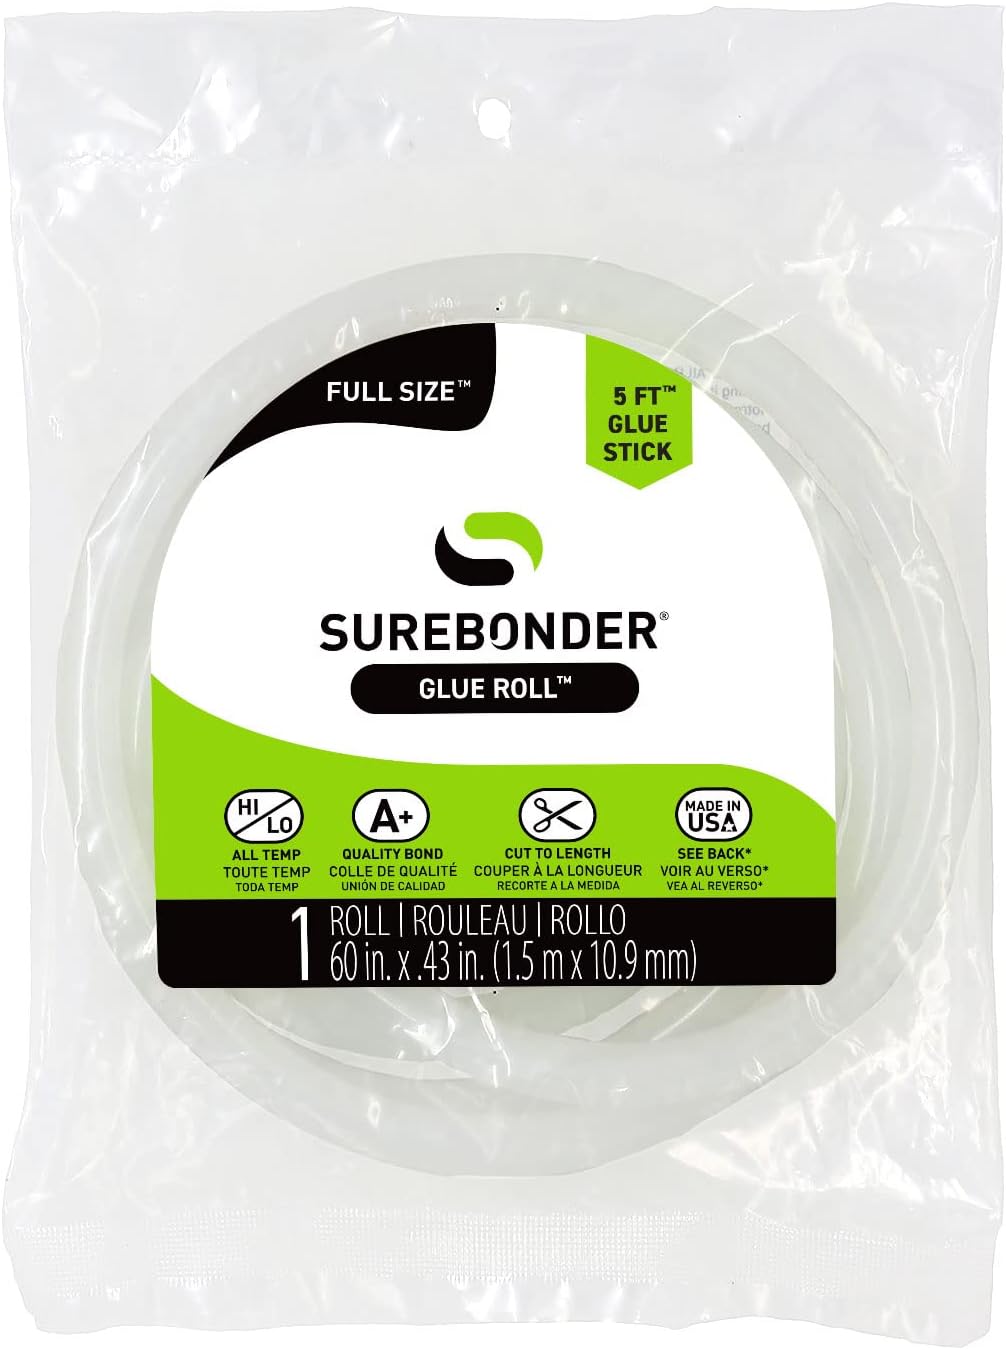 FULL SIZE™
5 FT™
GLUE
STICK
SUREBONDER®
GLUE ROLL™
HI
LO
ALL TEMP
TOUTE TEMP
TODA TEMP
A+
QUALITY BOND
COLLE DE QUALITÉ
UNIÓN DE CALIDAD
CUT TO LENGTH
COUPER À LA LONGUEUR
RECORTE A LA MEDIDA
MADE IN
USA
SEE BACK*
VOIR AU VERSO*
VEA AL REVERSO*
1 ROLL | ROULEAU | ROLLO
60 in. x .43 in. (1.5 m x 10.9 mm)